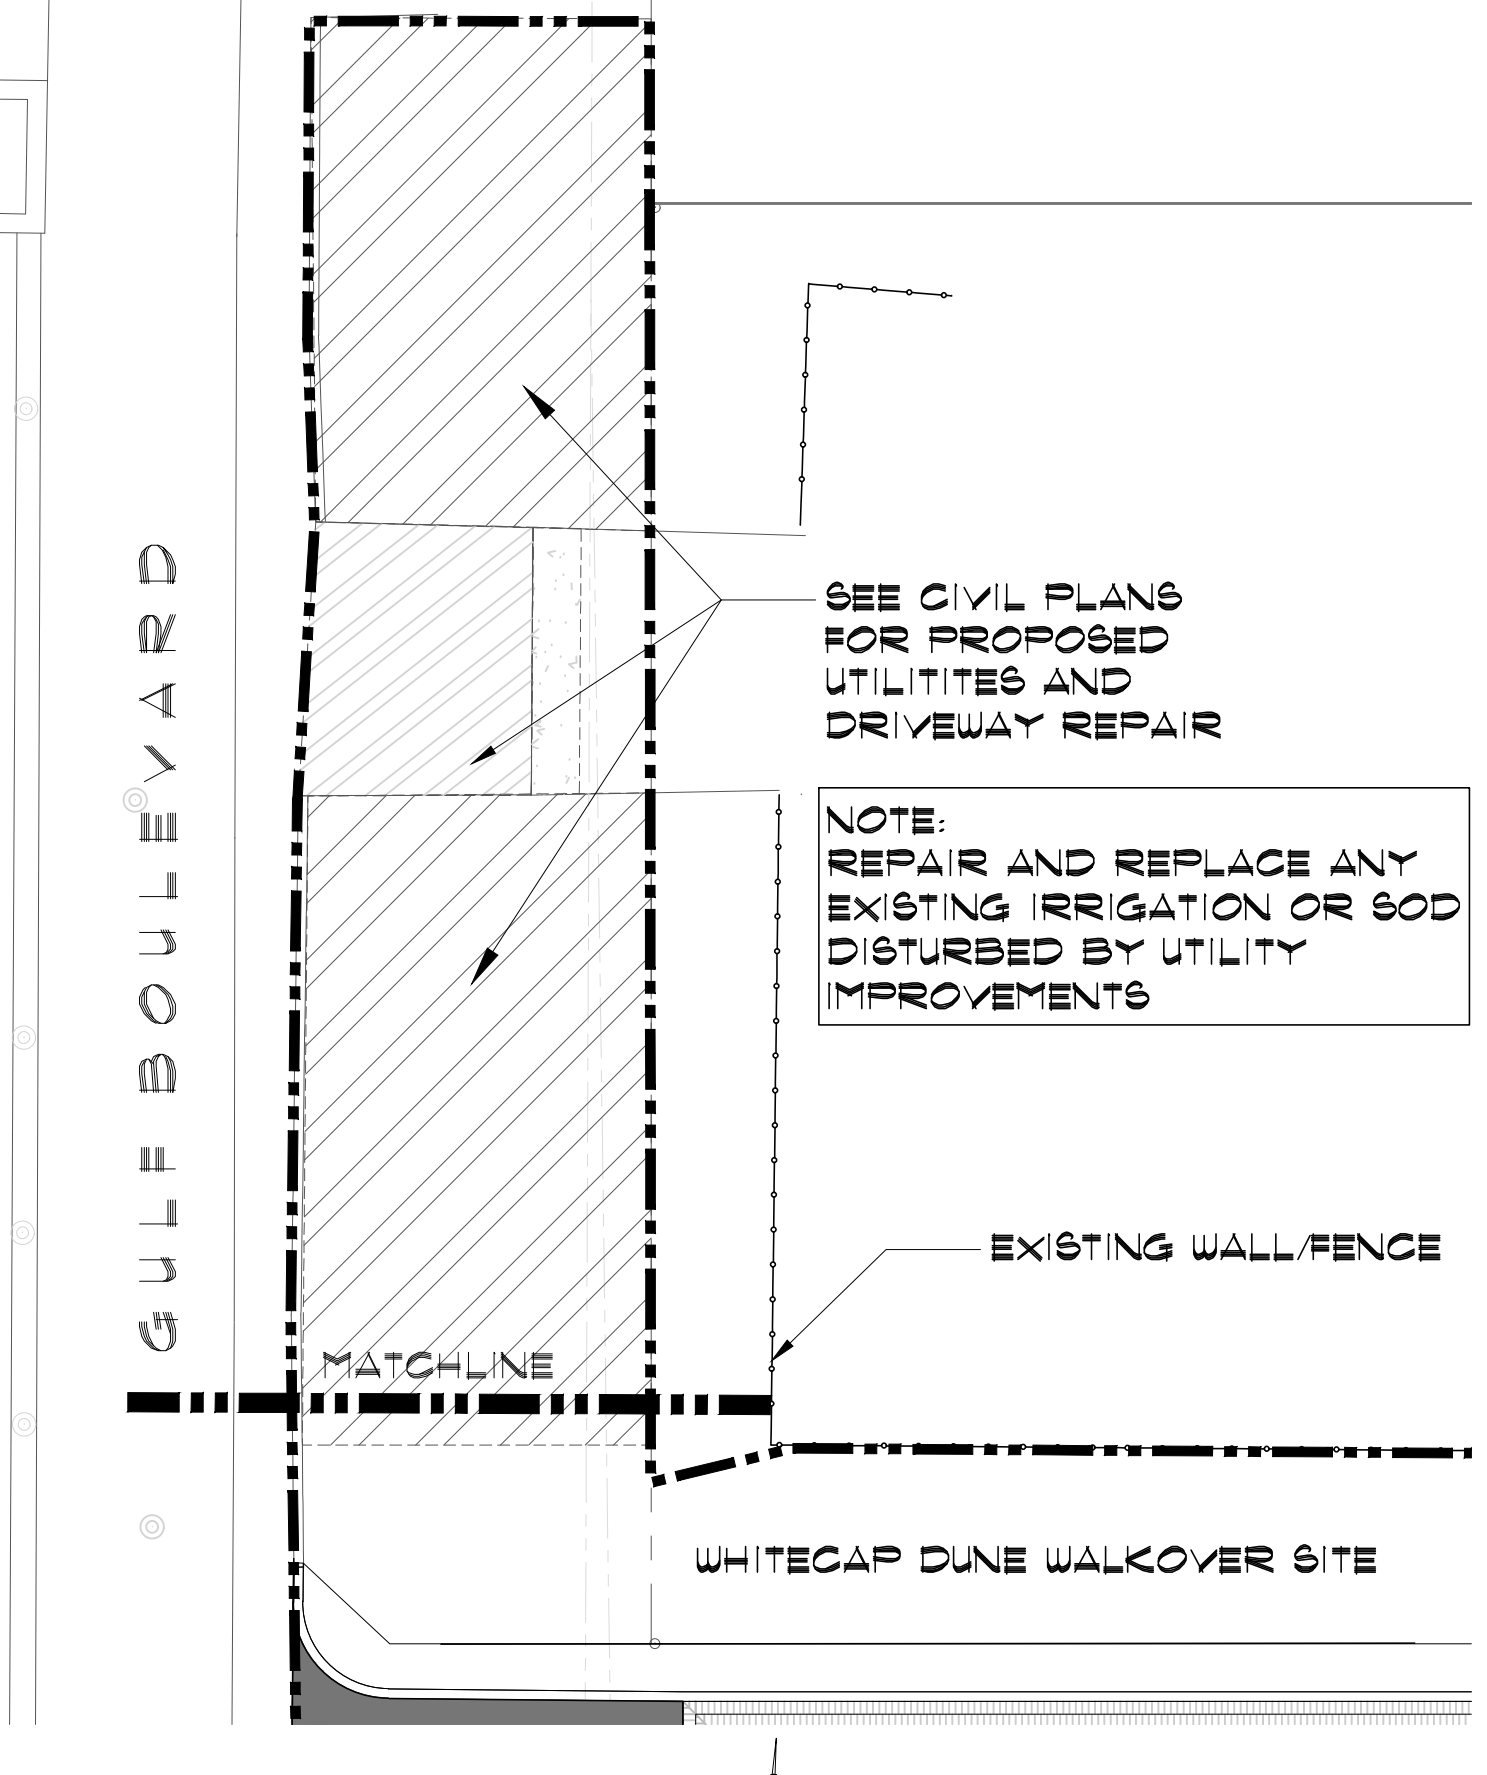 GULF BOULEVARD
SEE CIVIL PLANS
FOR PROPOSED
UTILITITES AND
DRIVEWAY REPAIR
NOTE:
REPAIR AND REPLACE ANY
EXISTING IRRIGATION OR SOD
DISTURBED BY UTILITY
IMPROVEMENTS
EXISTING WALL/FENCE
MATCHLINE
WHITECAP DUNE WALKOVER SITE